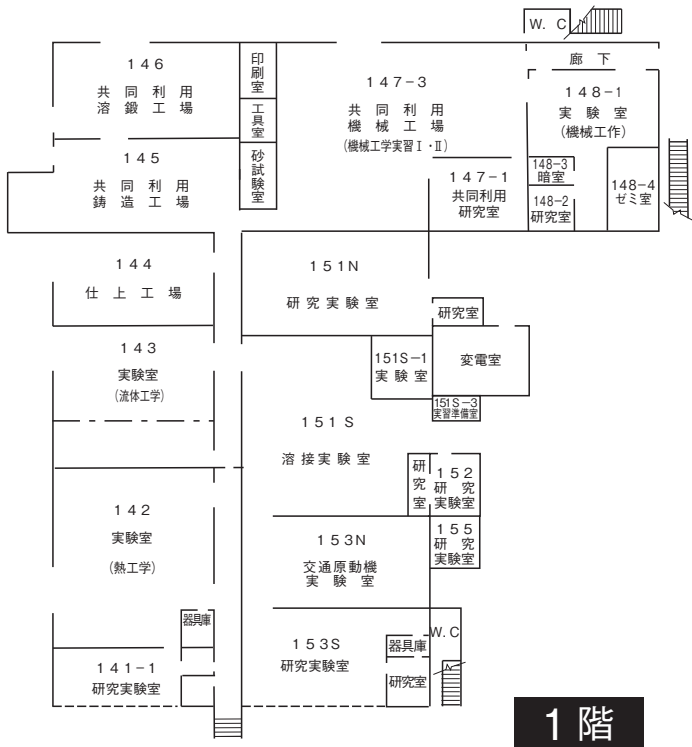 W. C
廊 下
146
共 同 利 用
溶 鍛 工 場
印刷室
工具室
砂試験室
147-3
共 同 利 用
機 械 工 場
(機械工学実習Ⅰ・Ⅱ)
148-1
実 験 室
(機械工作)
145
共 同 利 用
鋳 造 工 場
147-1
共同利用
研究室
148-3
暗室
148-2
研究室
148-4
ゼミ室
144
仕 上 工 場
151N
研究実験室
研究室
変電室
143
実験室
(流体工学)
151S-1
実 験 室
151S-3
実習準備室
151S
溶接実験室
研究室
152
研 究
実験室
142
実験室
(熱工学)
153N
交通原動機
実 験 室
155
研 究
実験室
器具庫
153S
研究実験室
器具庫
W.C
研究室
141-1
研究実験室
1階